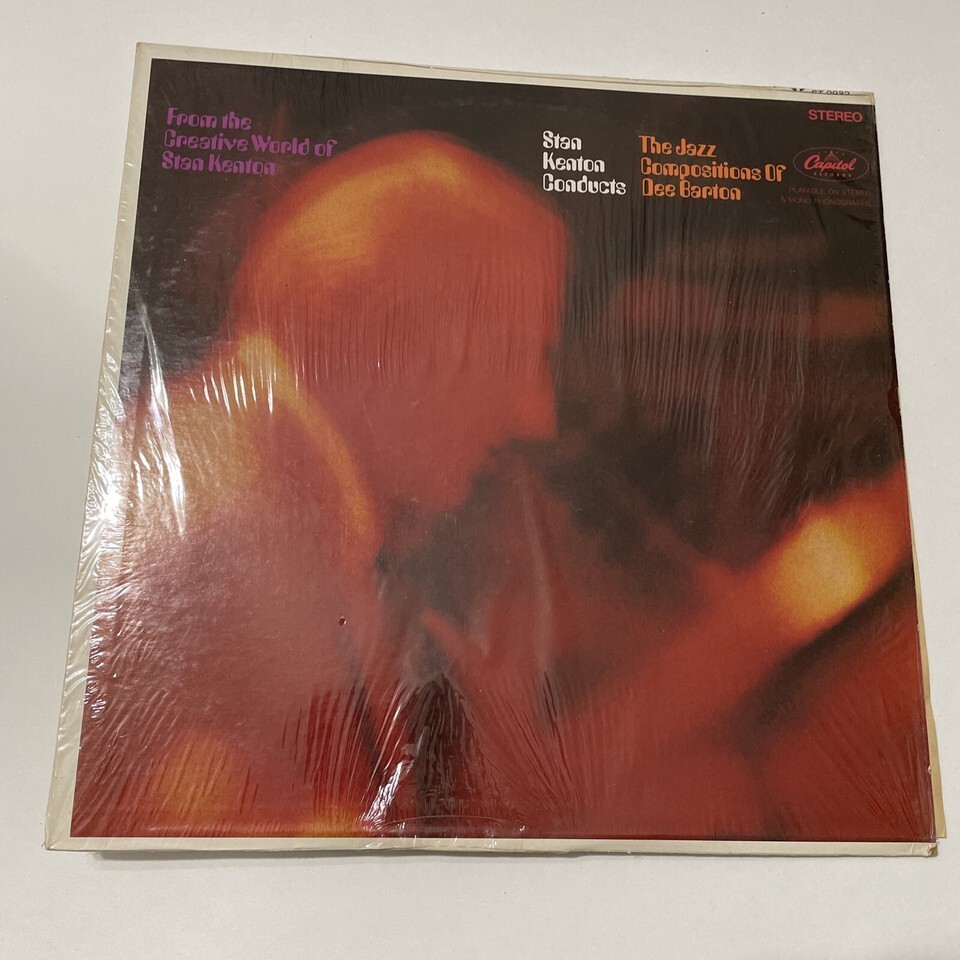 From the
Creative World of
Stan Kenton
Stan
Kenton
Conducts
The Jazz
Compositions Of
Dee Barton
STEREO
Capitol
RECORDS
PLAYABLE ON STEREO
& MONO PHONOGRAPHS